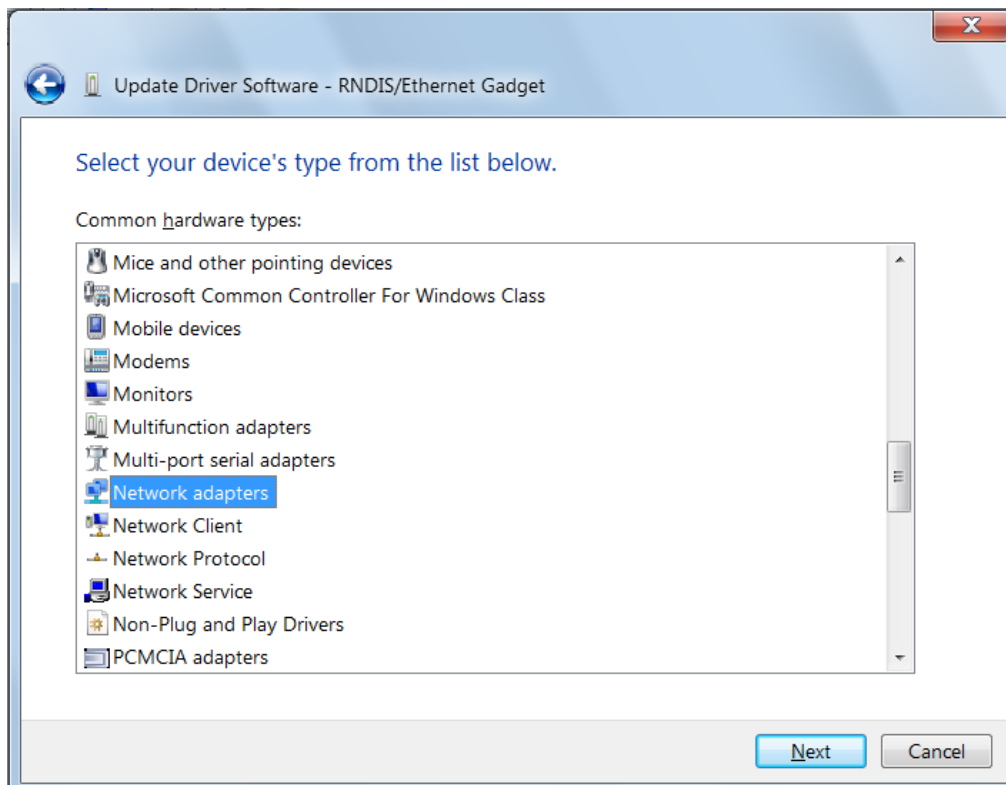 Update Driver Software - RNDIS/Ethernet Gadget
Select your device's type from the list below.
Common hardware types:
Mice and other pointing devices
Microsoft Common Controller For Windows Class
Mobile devices
Modems
Monitors
Multifunction adapters
Multi-port serial adapters
Network adapters
Network Client
Network Protocol
Network Service
Non-Plug and Play Drivers
PCMCIA adapters
Next Cancel